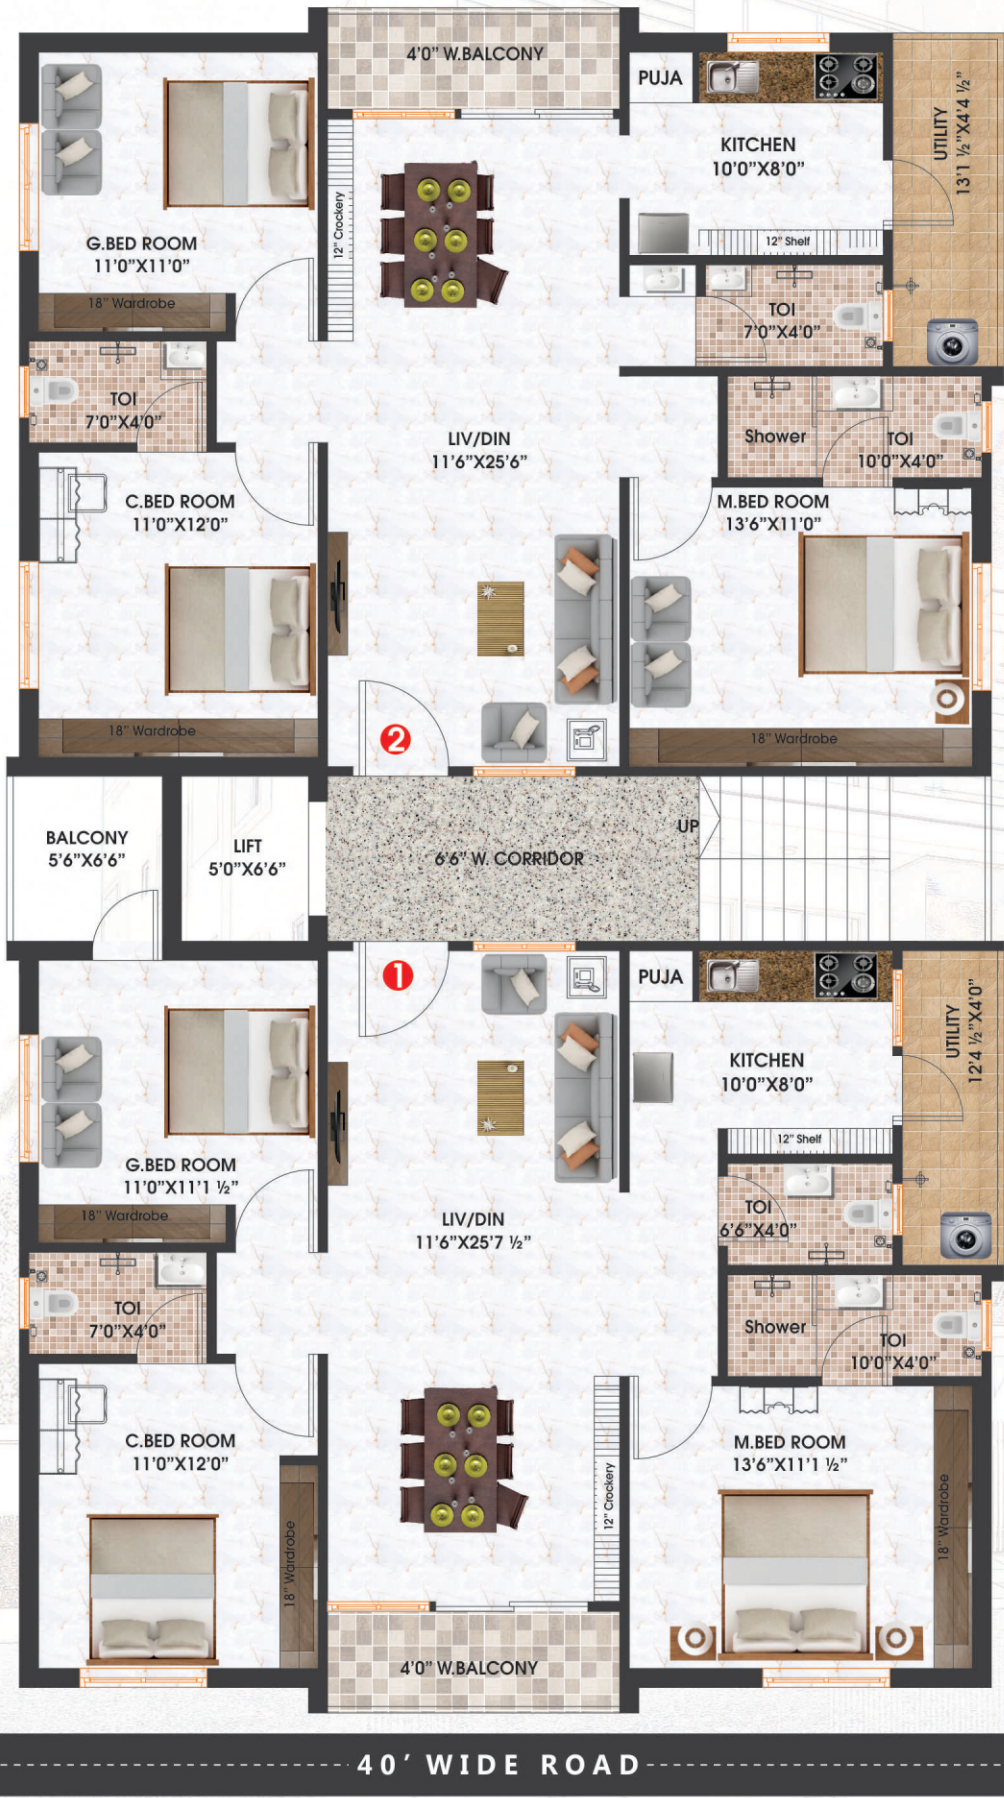 4'0" W.BALCONY
PUJA
KITCHEN
10'0"X8'0"
UTILITY
13'1 ½"X4'4 ½"
12" Crockery
G.BED ROOM
11'0"X11'0"
18" Wardrobe
12" Shelf
TOI
7'0"X4'0"
TOI
7'0"X4'0"
Shower
TOI
10'0"X4'0"
LIV/DIN
11'6"X25'6"
C.BED ROOM
11'0"X12'0"
M.BED ROOM
13'6"X11'0"
18" Wardrobe
2
18" Wardrobe
BALCONY
5'6"X6'6"
LIFT
5'0"X6'6"
6'6" W. CORRIDOR
UP
1
PUJA
KITCHEN
10'0"X8'0"
UTILITY
12'4 ½"X4'0"
12" Shelf
G.BED ROOM
11'0"X11'1 ½"
18" Wardrobe
LIV/DIN
11'6"X25'7 ½"
TOI
6'6"X4'0"
TOI
7'0"X4'0"
Shower
TOI
10'0"X4'0"
C.BED ROOM
11'0"X12'0"
18" Wardrobe
12" Crockery
M.BED ROOM
13'6"X11'1 ½"
18" Wardrobe
4'0" W.BALCONY
40' WIDE ROAD